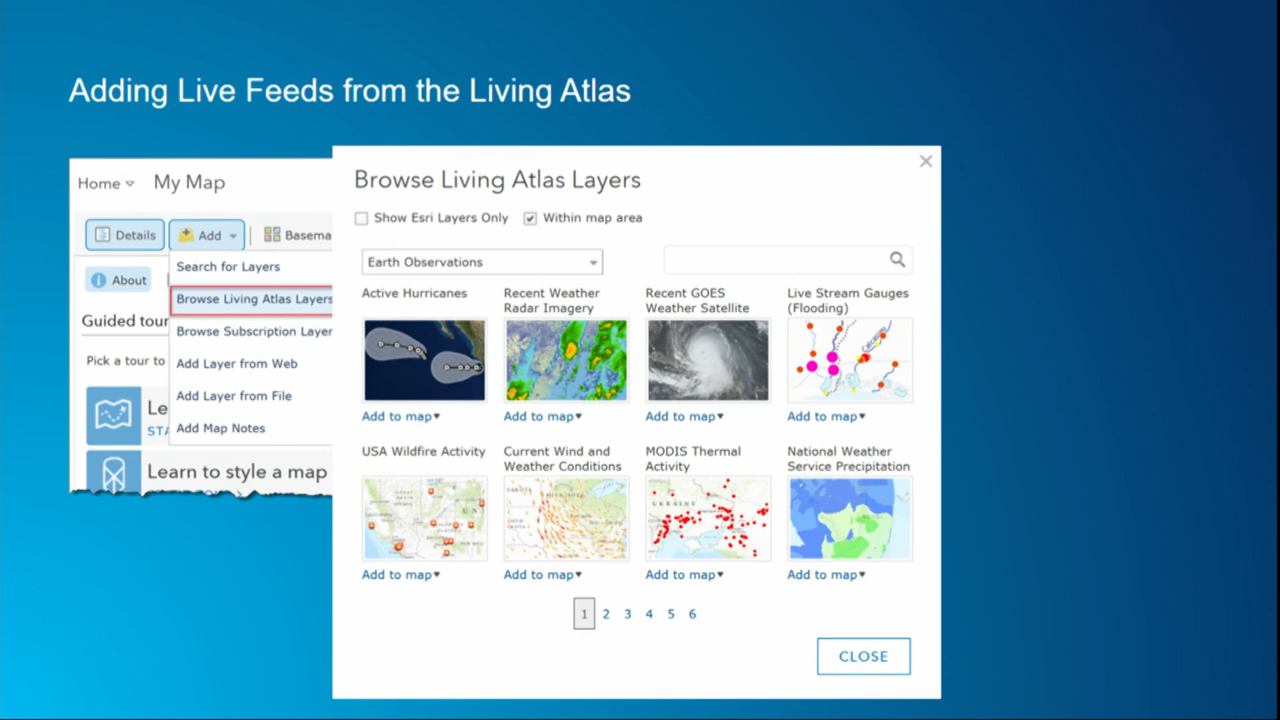 Adding Live Feeds from the Living Atlas
Home My Map
Details Add Basema
Search for Layers
About
Browse Living Atlas Layers
Guided tour
Browse Subscription Layer
Pick a tour to
Add Layer from Web
Add Layer from File
Le
STA
Add Map Notes
Learn to style a map
Browse Living Atlas Layers
Show Esri Layers Only Within map area
Earth Observations
Active Hurricanes
Recent Weather
Radar Imagery
Recent GOES
Weather Satellite
Live Stream Gauges
(Flooding)
Add to map Add to map Add to map Add to map
USA Wildfire Activity
Current Wind and
Weather Conditions
MODIS Thermal
Activity
National Weather
Service Precipitation
UKRAINE
Add to map Add to map Add to map Add to map
1 2 3 4 5 6
CLOSE